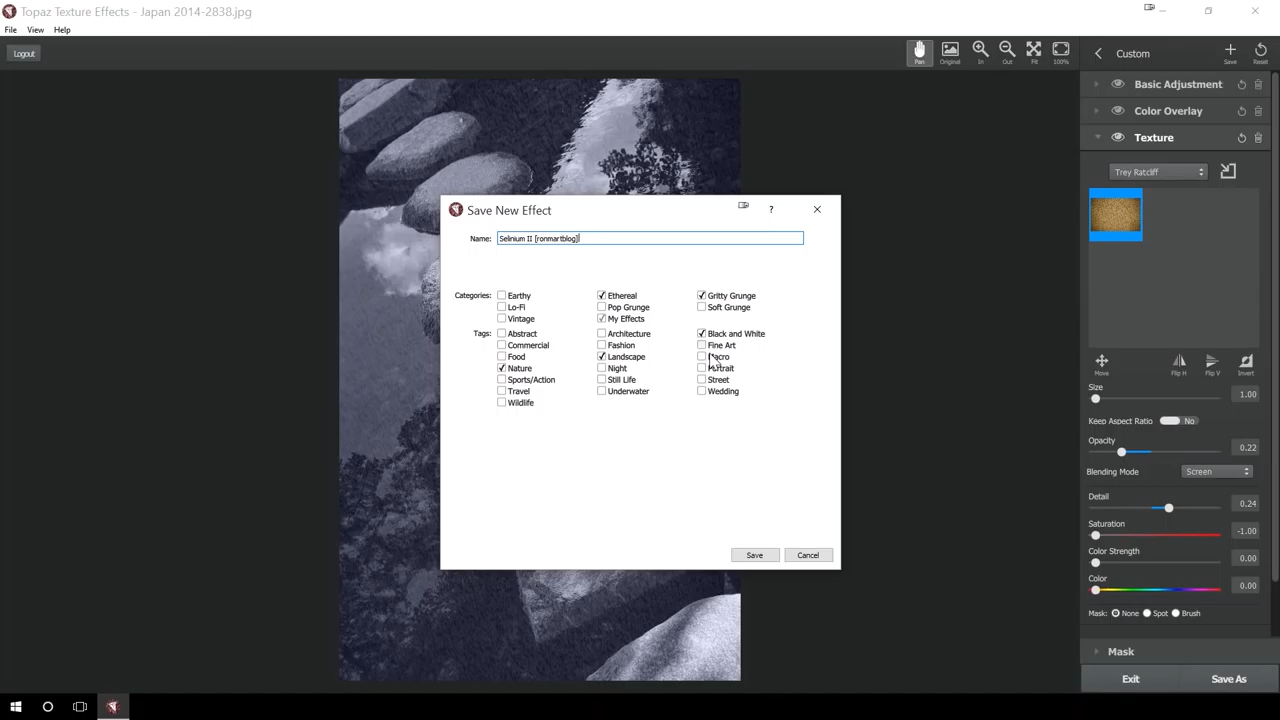 Topaz Texture Effects - Japan 2014-2838.jpg
File View Help
Logout
Pan Original In Out Fit 100%
Custom
Save Reset
Basic Adjustment
Color Overlay
Texture
Trey Ratcliff
Move Flip H Flip V Invert
Size 1.00
Keep Aspect Ratio No
Opacity 0.22
Blending Mode Screen
Detail 0.24
Saturation -1.00
Color Strength 0.00
Color 0.00
Mask: None Spot Brush
Mask
Exit Save As
Save New Effect ?
Name: Selinium II [ronmartblog]
Categories: Earthy Ethereal Gritty Grunge
Lo-Fi Pop Grunge Soft Grunge
Vintage My Effects
Tags: Abstract Architecture Black and White
Commercial Fashion Fine Art
Food Landscape Macro
Nature Night Portrait
Sports/Action Still Life Street
Travel Underwater Wedding
Wildlife
Save Cancel